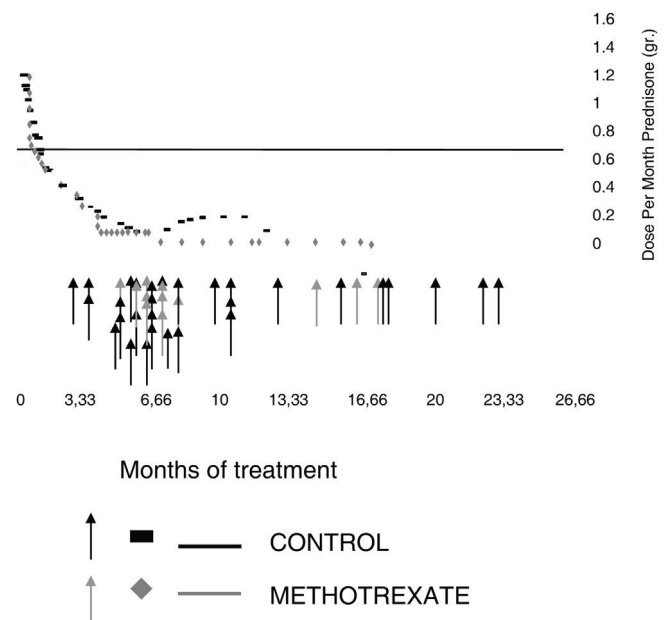 1.6
1.4
1.2
1
0.8
0.6
0.4
0.2
0
Dose Per Month Prednisone (gr.)
0 3,33 6,66 10 13,33 16,66 20 23,33 26,66
Months of treatment
CONTROL
METHOTREXATE